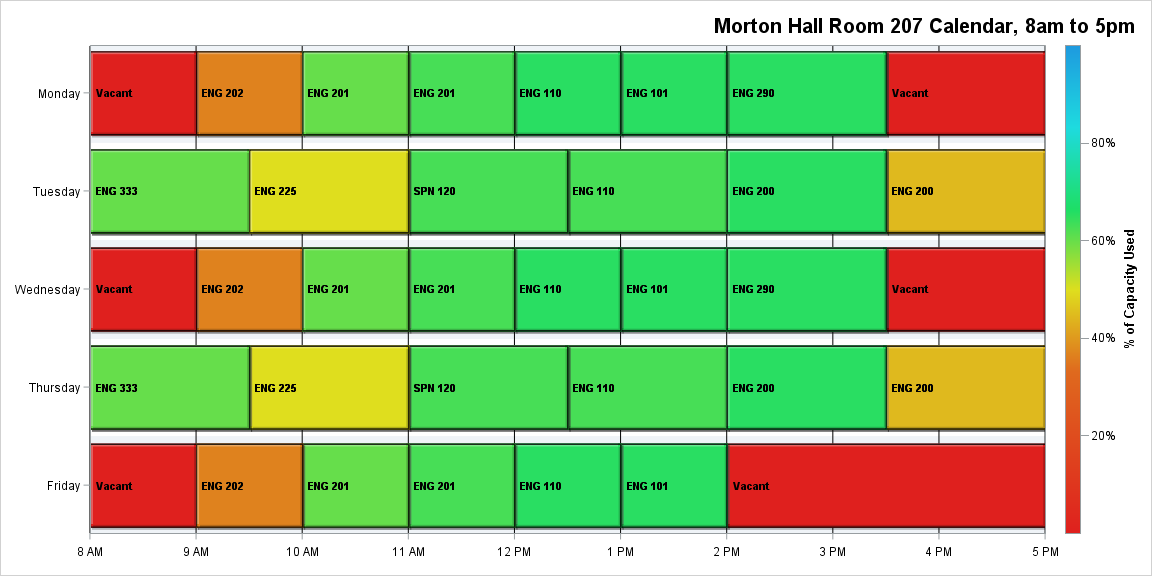 Morton Hall Room 207 Calendar, 8am to 5pm
Monday
Vacant
ENG 202
ENG 201
ENG 201
ENG 110
ENG 101
ENG 290
Vacant
Tuesday
ENG 333
ENG 225
SPN 120
ENG 110
ENG 200
ENG 200
Wednesday
Vacant
ENG 202
ENG 201
ENG 201
ENG 110
ENG 101
ENG 290
Vacant
Thursday
ENG 333
ENG 225
SPN 120
ENG 110
ENG 200
ENG 200
Friday
Vacant
ENG 202
ENG 201
ENG 201
ENG 110
ENG 101
Vacant
8 AM
9 AM
10 AM
11 AM
12 PM
1 PM
2 PM
3 PM
4 PM
5 PM
80%
60%
40%
20%
% of Capacity Used